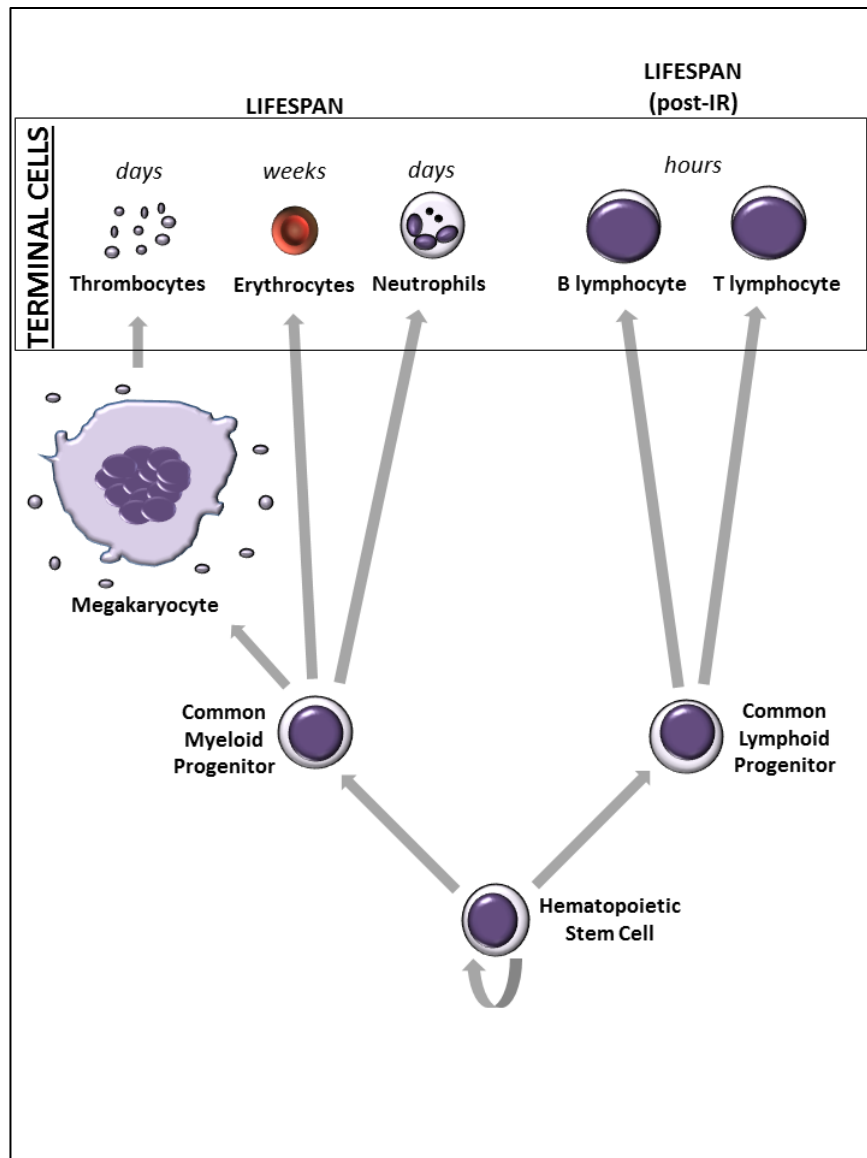 LIFESPAN
LIFESPAN
(post-IR)
TERMINAL CELLS
days
weeks
days
hours
Thrombocytes
Erythrocytes
Neutrophils
B lymphocyte
T lymphocyte
Megakaryocyte
Common
Myeloid
Progenitor
Common
Lymphoid
Progenitor
Hematopoietic
Stem Cell